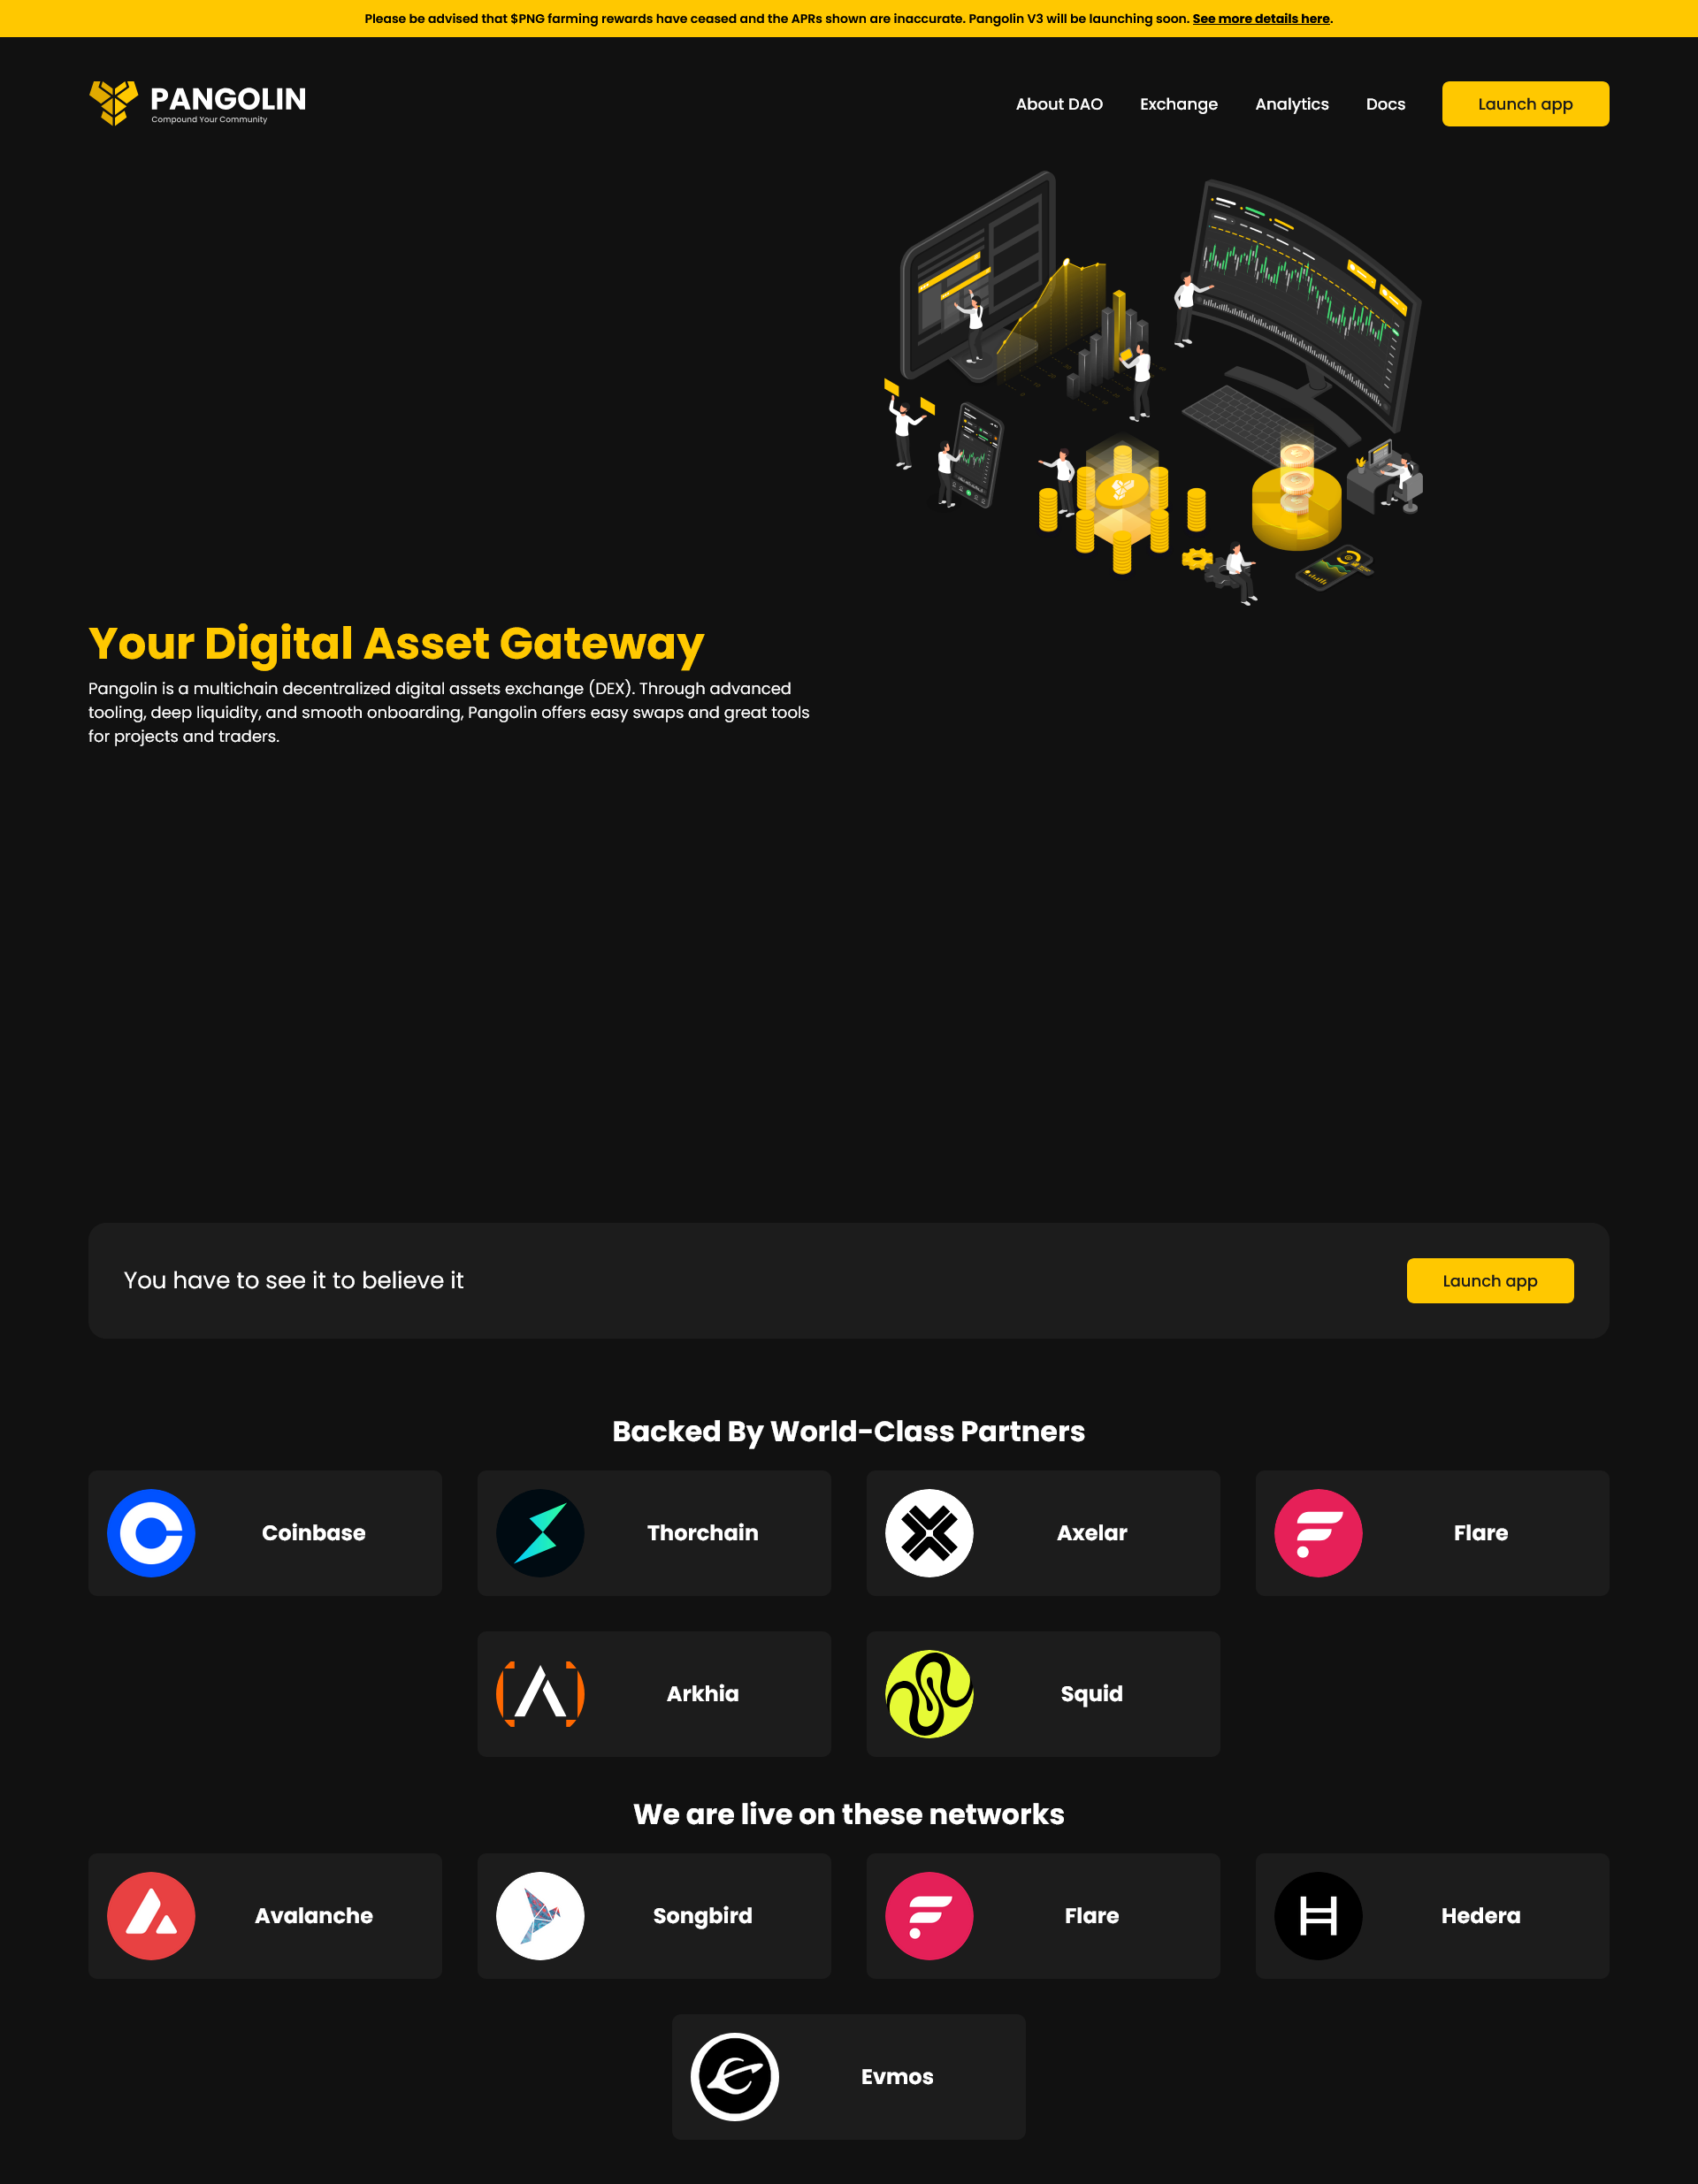 Please be advised that $PNG farming rewards have ceased and the APRs shown are inaccurate. Pangolin V3 will be launching soon. See more details here.
PANGOLIN
Compound Your Community
About DAO
Exchange
Analytics
Docs
Launch app
Your Digital Asset Gateway
Pangolin is a multichain decentralized digital assets exchange (DEX). Through advanced
tooling, deep liquidity, and smooth onboarding, Pangolin offers easy swaps and great tools
for projects and traders.
You have to see it to believe it
Launch app
Backed By World-Class Partners
Coinbase
Thorchain
Axelar
Flare
Arkhia
Squid
We are live on these networks
Avalanche
Songbird
Flare
Hedera
Evmos